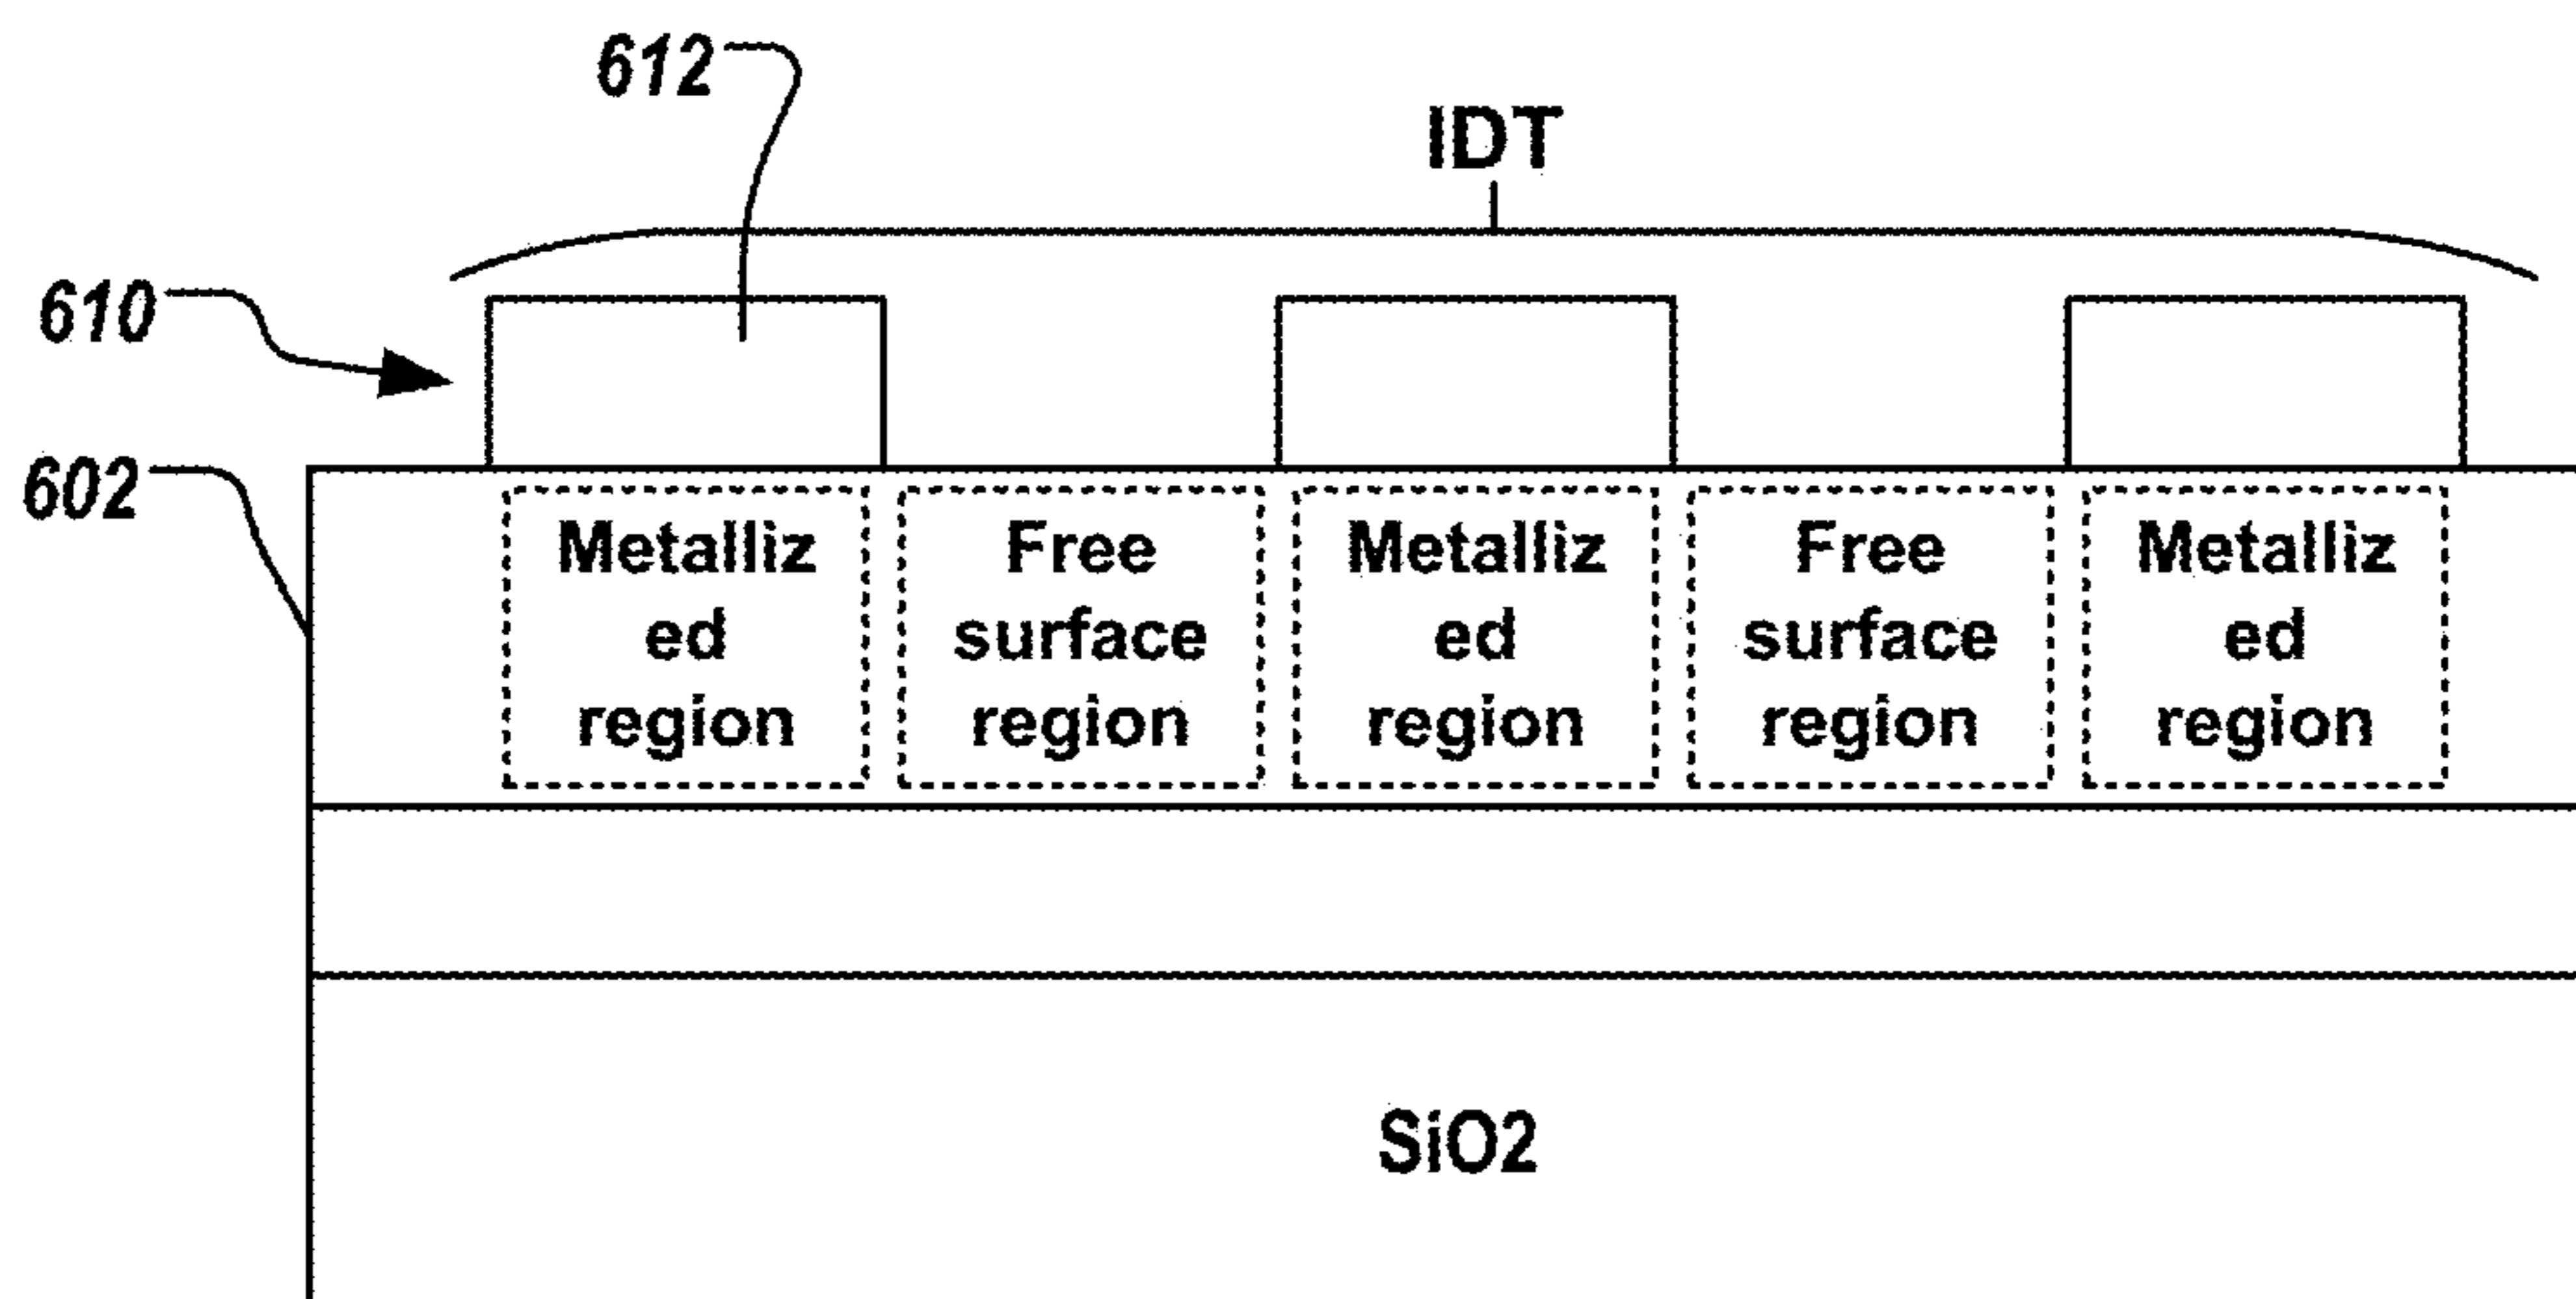 612
IDT
610
602
Metalliz
ed
region
Free
surface
region
Metalliz
ed
region
Free
surface
region
Metalliz
ed
region
SiO2